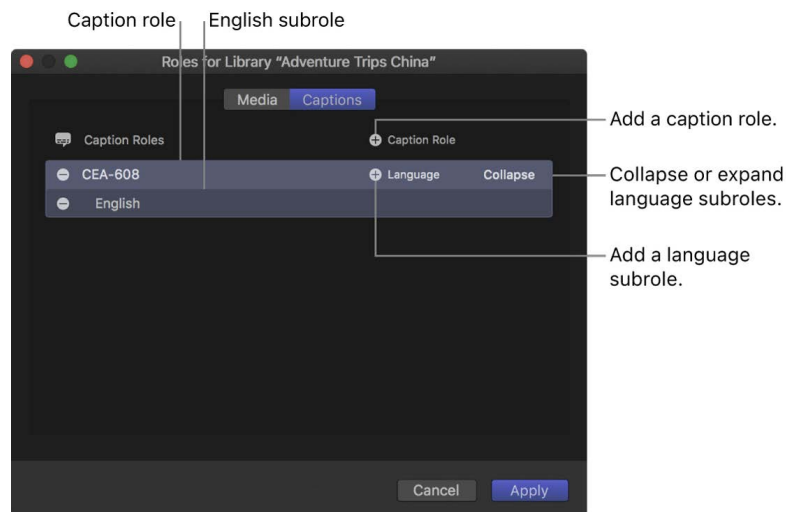 Caption role
English subrole
Roles for Library “Adventure Trips China”
Media Captions
Caption Roles
Caption Role
Add a caption role.
CEA-608
Language
Collapse
Collapse or expand
language subroles.
English
Add a language
subrole.
Cancel
Apply